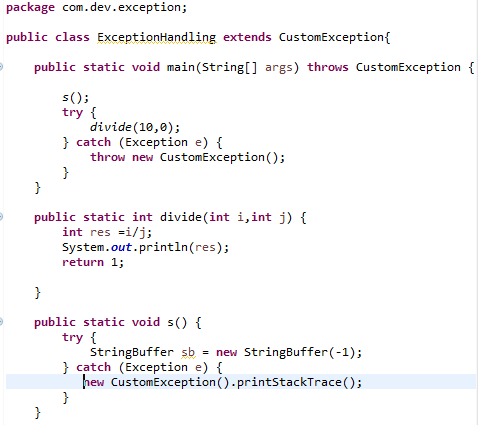 package com.dev.exception;
public class ExceptionHandling extends CustomException{
public static void main(String[] args) throws CustomException {
s();
try {
divide(10,0);
} catch (Exception e) {
throw new CustomException();
}
}
public static int divide(int i,int j) {
int res =i/j;
System.out.println(res);
return 1;
}
public static void s() {
try {
StringBuffer sb = new StringBuffer(-1);
} catch (Exception e) {
new CustomException().printStackTrace();
}
}